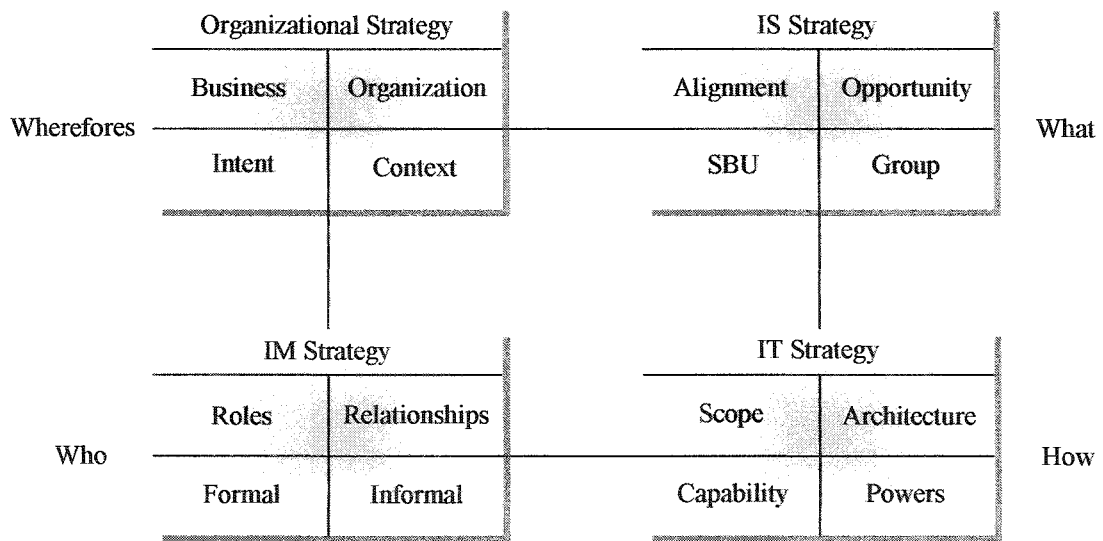 Organizational Strategy
IS Strategy
Business
Organization
Alignment
Opportunity
Wherefores
What
Intent
Context
SBU
Group
IM Strategy
IT Strategy
Roles
Relationships
Scope
Architecture
Who
How
Formal
Informal
Capability
Powers